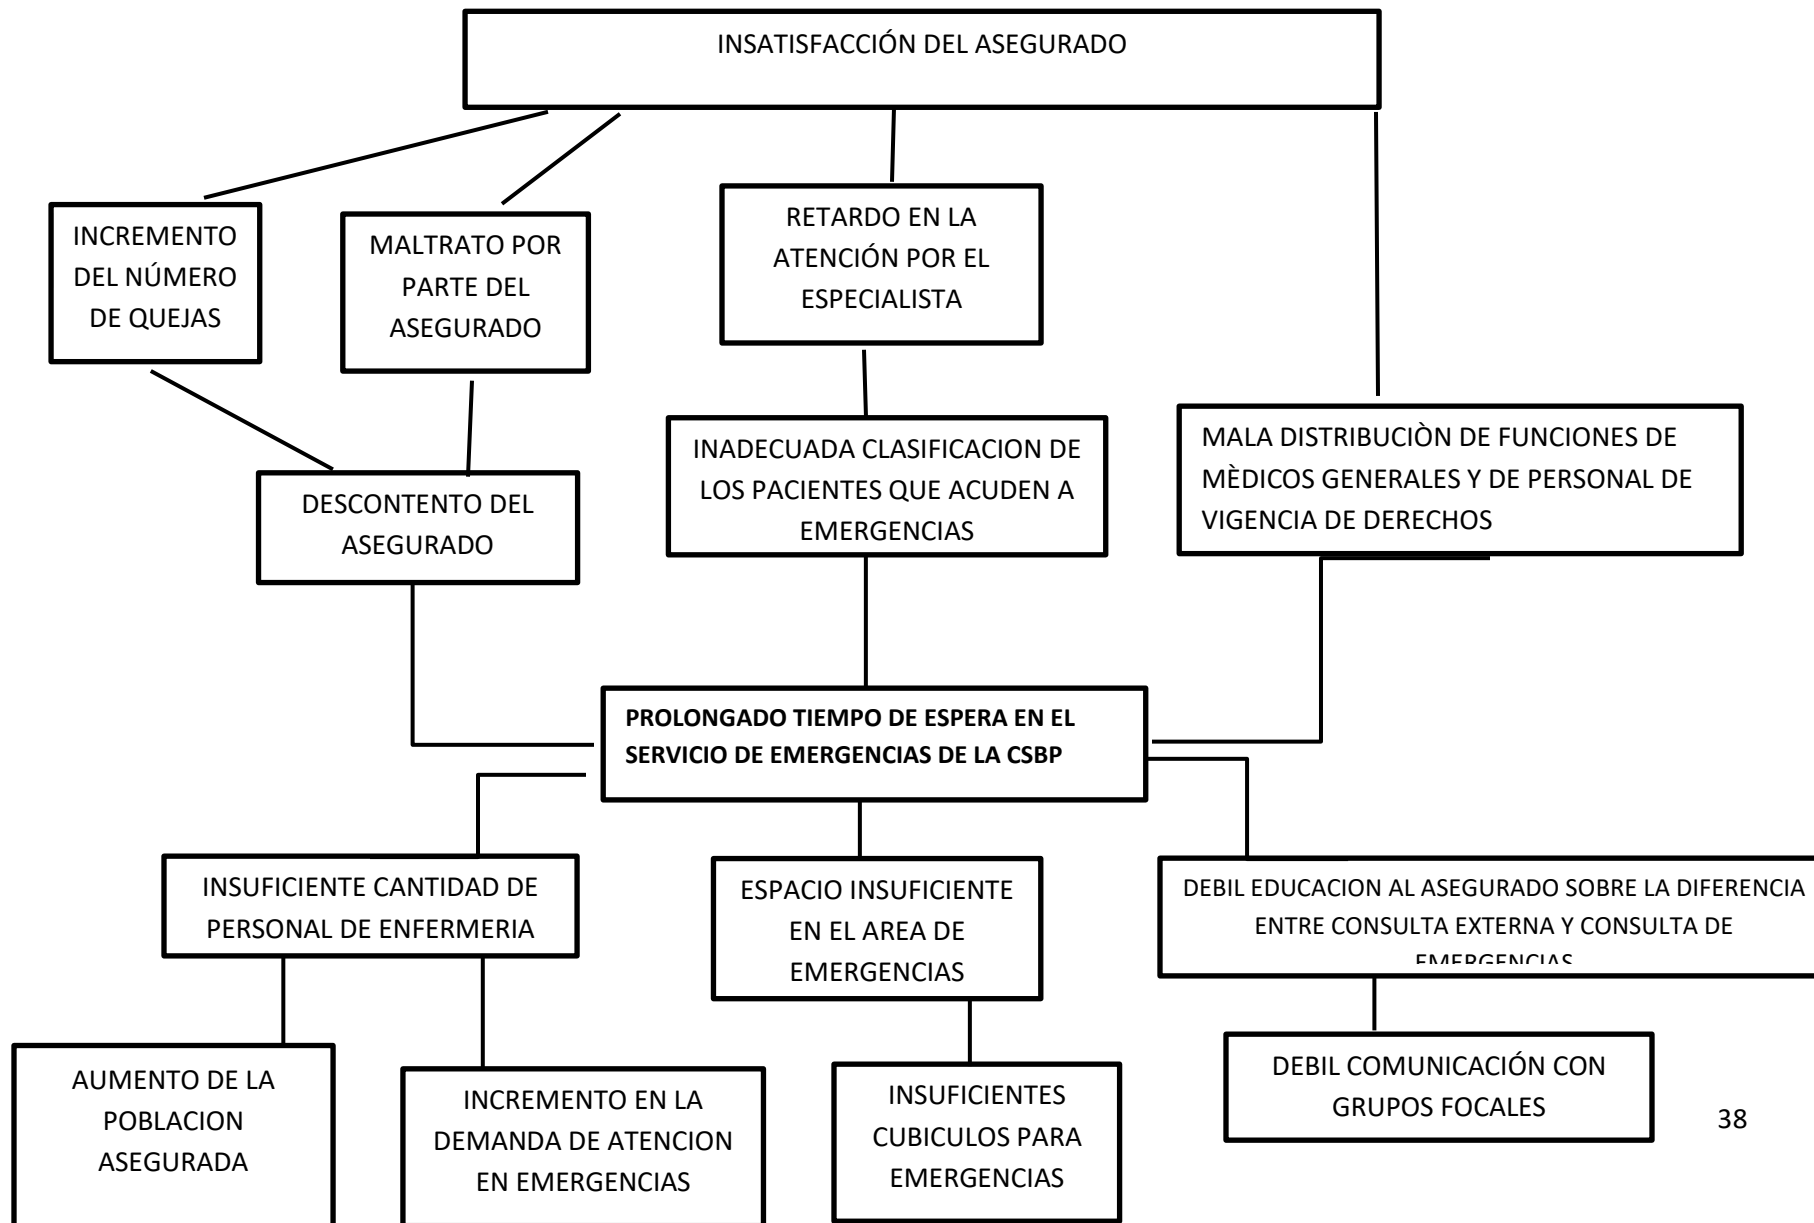 INSATISFACCIÓN DEL ASEGURADO
INCREMENTO
DEL NÚMERO
DE QUEJAS
MALTRATO POR
PARTE DEL
ASEGURADO
RETARDO EN LA
ATENCIÓN POR EL
ESPECIALISTA
DESCONTENTO DEL
ASEGURADO
INADECUADA CLASIFICACION DE
LOS PACIENTES QUE ACUDEN A
EMERGENCIAS
MALA DISTRIBUCIÒN DE FUNCIONES DE
MÈDICOS GENERALES Y DE PERSONAL DE
VIGENCIA DE DERECHOS
PROLONGADO TIEMPO DE ESPERA EN EL
SERVICIO DE EMERGENCIAS DE LA CSBP
INSUFICIENTE CANTIDAD DE
PERSONAL DE ENFERMERIA
ESPACIO INSUFICIENTE
EN EL AREA DE
EMERGENCIAS
DEBIL EDUCACION AL ASEGURADO SOBRE LA DIFERENCIA
ENTRE CONSULTA EXTERNA Y CONSULTA DE
EMERGENCIAS
AUMENTO DE LA
POBLACION
ASEGURADA
INCREMENTO EN LA
DEMANDA DE ATENCION
EN EMERGENCIAS
INSUFICIENTES
CUBICULOS PARA
EMERGENCIAS
DEBIL COMUNICACIÓN CON
GRUPOS FOCALES
38